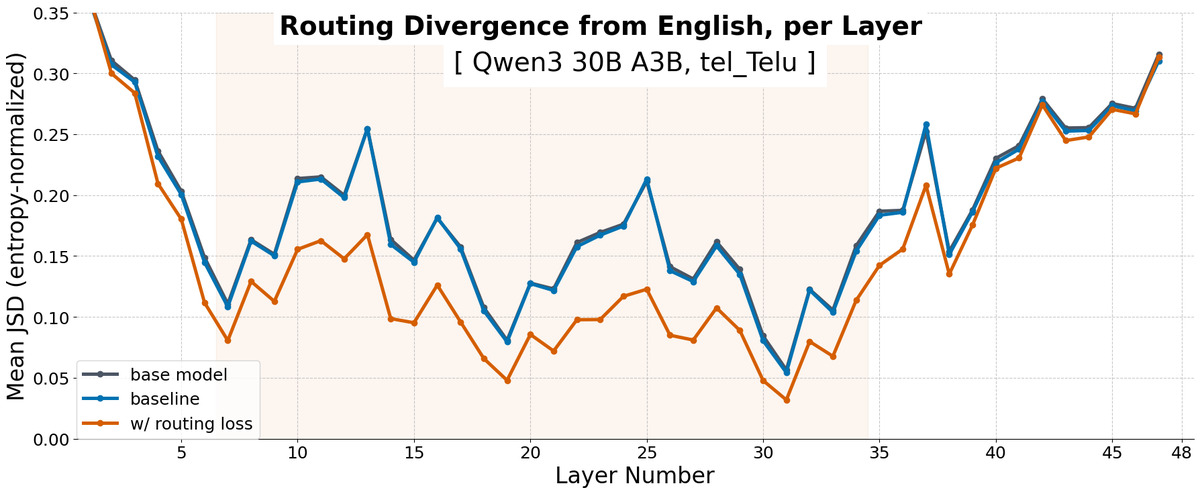 Routing Divergence from English, per Layer
[ Qwen3 30B A3B, tel_Telu ]
Mean JSD (entropy-normalized)
0.35
0.30
0.25
0.20
0.15
0.10
0.05
0.00
base model
baseline
w/ routing loss
5 10 15 20 25 30 35 40 45 48
Layer Number